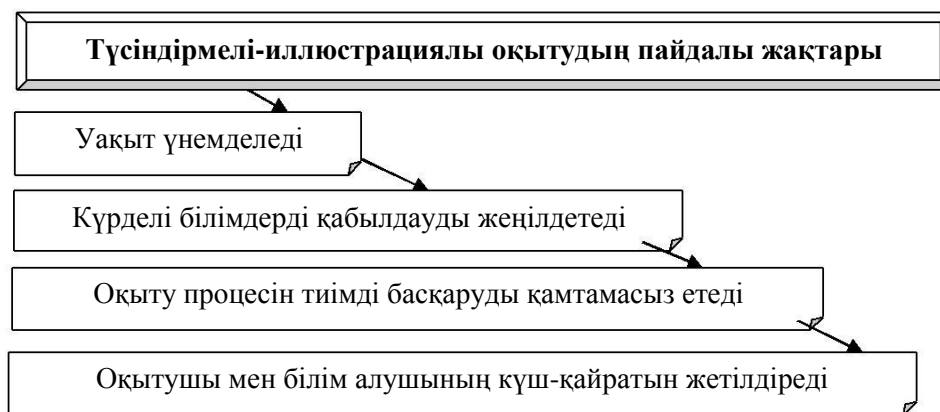 Түсіндірмелі-иллюстрациялы оқытудың пайдалы жақтары
Уақыт үнемделеді
Күрделі білімдерді қабылдауды жеңілдетеді
Оқыту процесін тиімді басқаруды қамтамасыз етеді
Оқытушы мен білім алушының күш-қайратын жетілдіреді